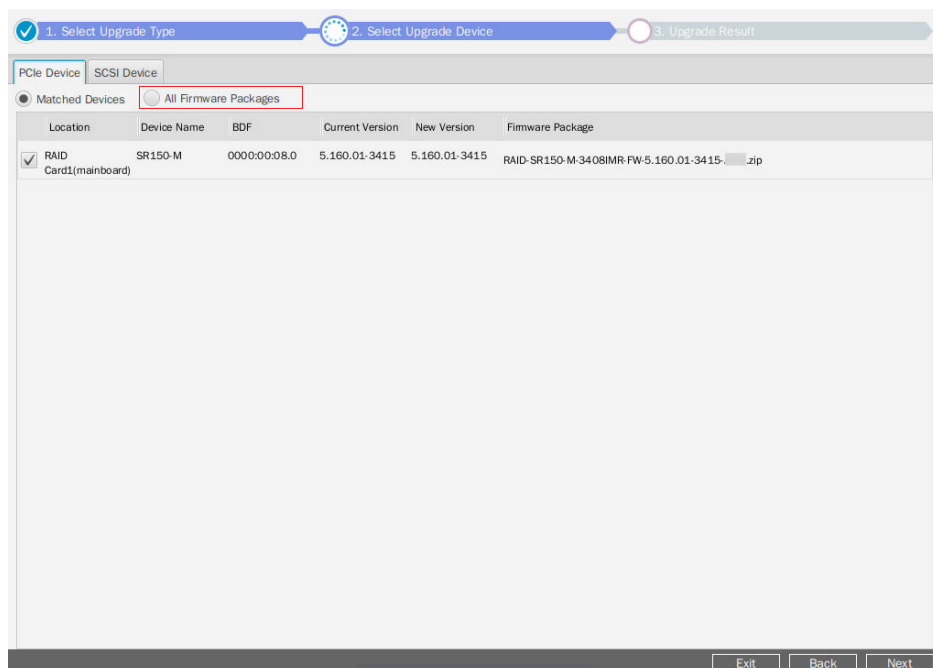 1. Select Upgrade Type 2. Select Upgrade Device 3. Upgrade Result
PCIe Device SCSI Device
Matched Devices All Firmware Packages
Location Device Name BDF Current Version New Version Firmware Package
RAID SR150-M 0000:00:08.0 5.160.01-3415 5.160.01-3415 RAID-SR150-M-3408IMR-FW-5.160.01-3415-. .zip
Card1(mainboard)
Exit Back Next